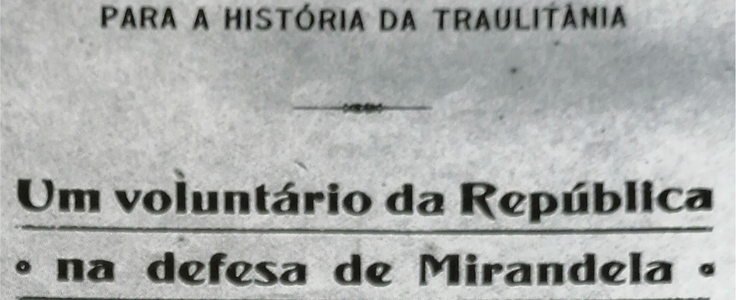 PARA A HISTÓRIA DA TRAULITÂNIA
Um voluntário da República
na defesa de Mirandela